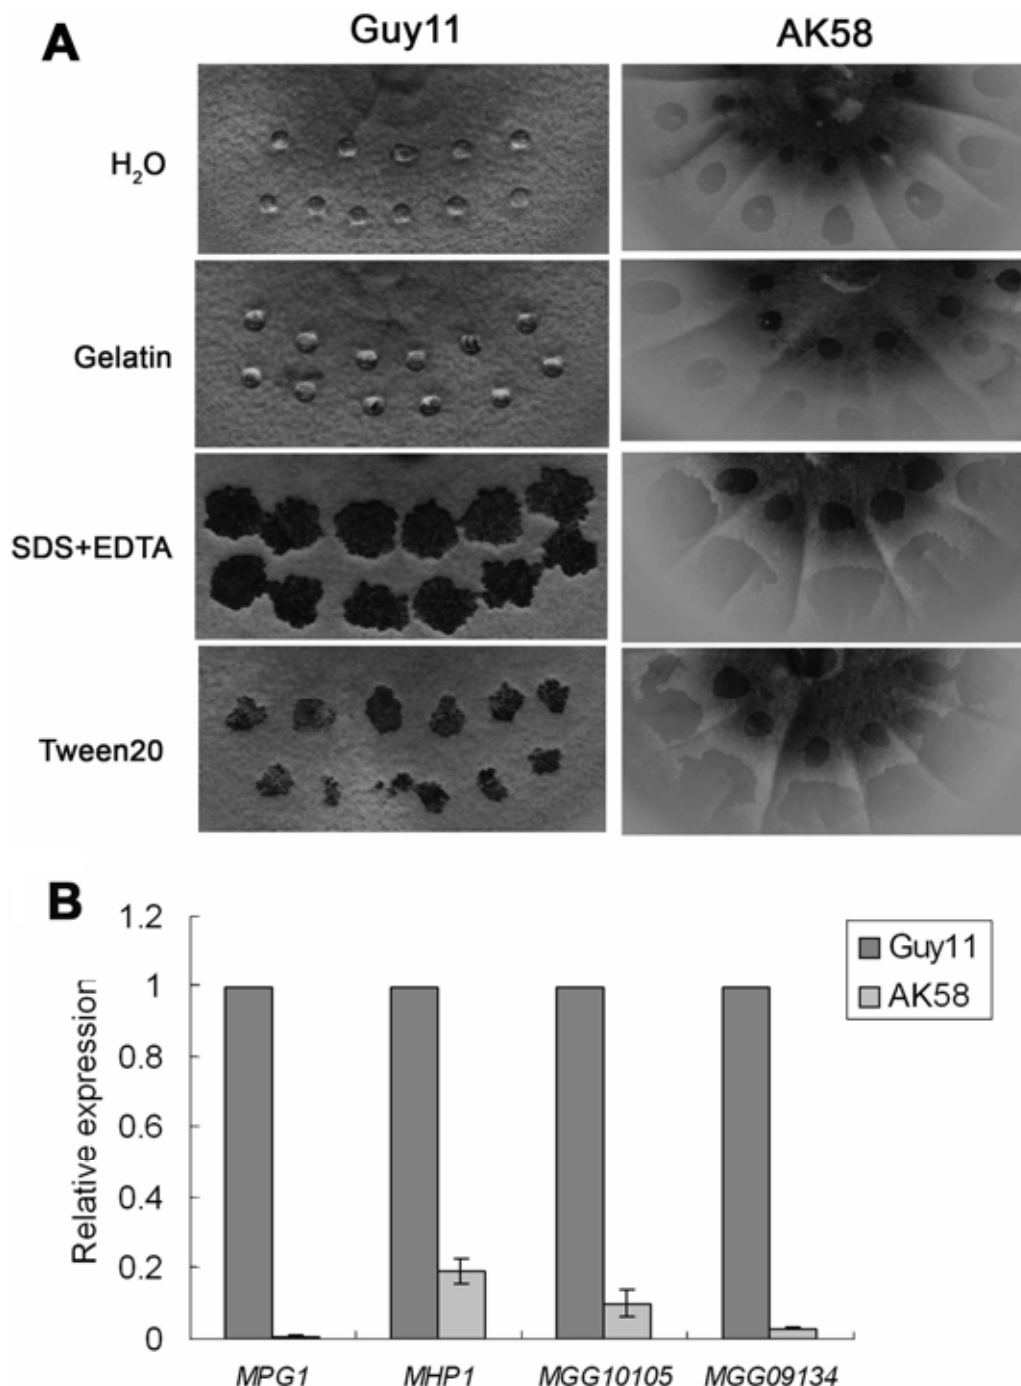 A
Guy11
AK58
H₂O
Gelatin
SDS+EDTA
Tween20
B
Relative expression
1.2
1
0.8
0.6
0.4
0.2
0
Guy11
AK58
MPG1
MHP1
MGG10105
MGG09134